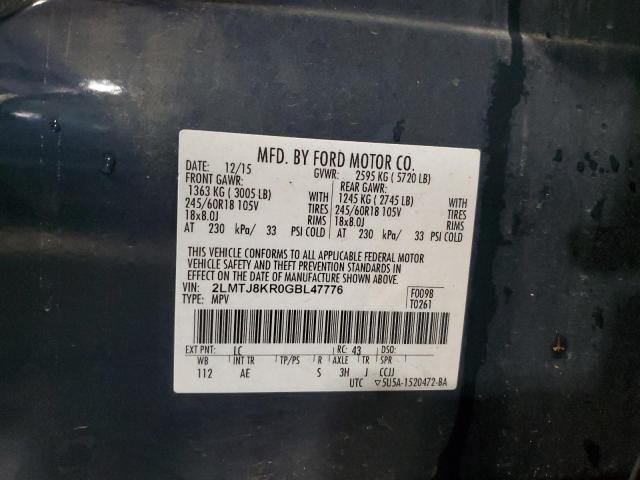 MFD. BY FORD MOTOR CO.
DATE: 12/15 GVWR: 2595 KG ( 5720 LB)
FRONT GAWR: REAR GAWR:
1363 KG ( 3005 LB) WITH 1245 KG ( 2745 LB) WITH
245/60R18 105V TIRES 245/60R18 105V TIRES
18x8.0J RIMS 18x8.0J RIMS
AT 230 kPa/ 33 PSI COLD AT 230 kPa/ 33 PSI COLD
THIS VEHICLE CONFORMS TO ALL APPLICABLE FEDERAL MOTOR
VEHICLE SAFETY AND THEFT PREVENTION STANDARDS IN
EFFECT ON THE DATE OF MANUFACTURE SHOWN ABOVE.
VIN: 2LMTJ8KR0GBL47776 F0098
TYPE: MPV T0261
EXT PNT: LC RC: 43 DSO:
WB INT TR TP/PS R AXLE TR SPR
112 AE S 3H J CCJJ
UTC ▽5U5A-1520472-BA